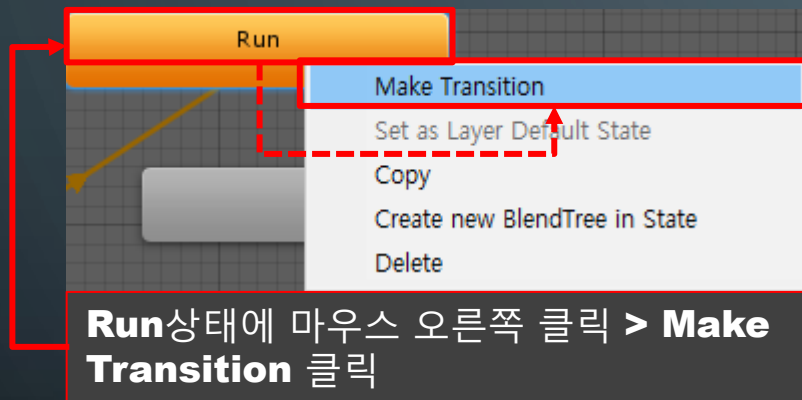 Run
Make Transition
Set as Layer Default State
Copy
Create new BlendTree in State
Delete
Run상태에 마우스 오른쪽 클릭 > Make
Transition 클릭